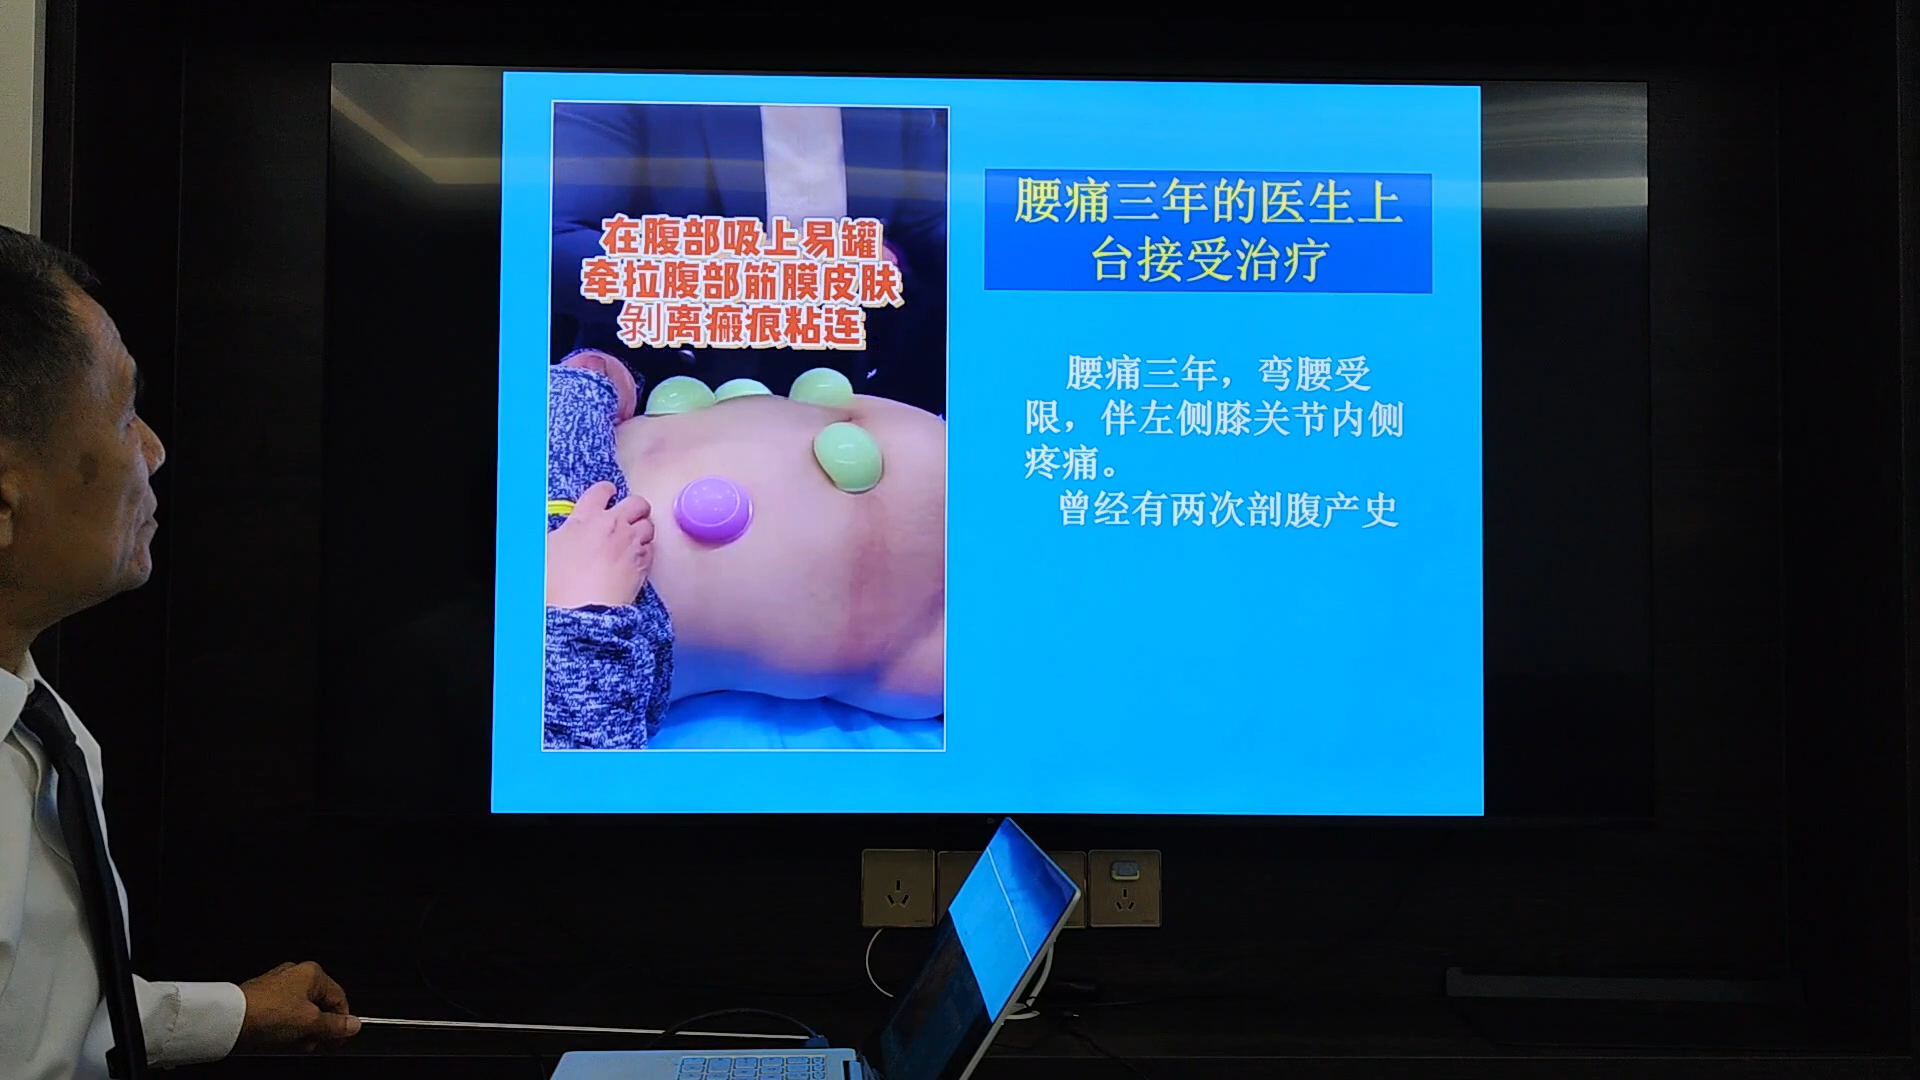 在腹部吸上易罐
牵拉腹部筋膜皮肤
剥离瘢痕粘连
腰痛三年的医生上
台接受治疗
腰痛三年，弯腰受
限，伴左侧膝关节内侧
疼痛。
曾经有两次剖腹产史